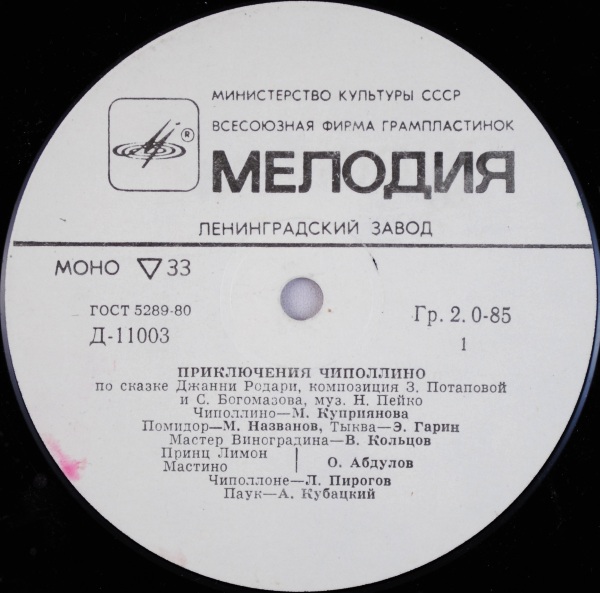 МИНИСТЕРСТВО КУЛЬТУРЫ СССР
ВСЕСОЮЗНАЯ ФИРМА ГРАМПЛАСТИНОК
®
МЕЛОДИЯ
ЛЕНИНГРАДСКИЙ ЗАВОД
МОНО ▽ 33
ГОСТ 5289-80
Д-11003
Гр. 2. 0-85
1
ПРИКЛЮЧЕНИЯ ЧИПОЛЛИНО
по сказке Джанни Родари, композиция З. Потаповой
и С. Богомазова, муз. Н. Пейко
Чиполлино—М. Куприянова
Помидор—М. Названов, Тыква—Э. Гарин
Мастер Виноградина—В. Кольцов
Принц Лимон
Мастино
О. Абдулов
Чиполлоне—Л. Пирогов
Паук—А. Кубацкий